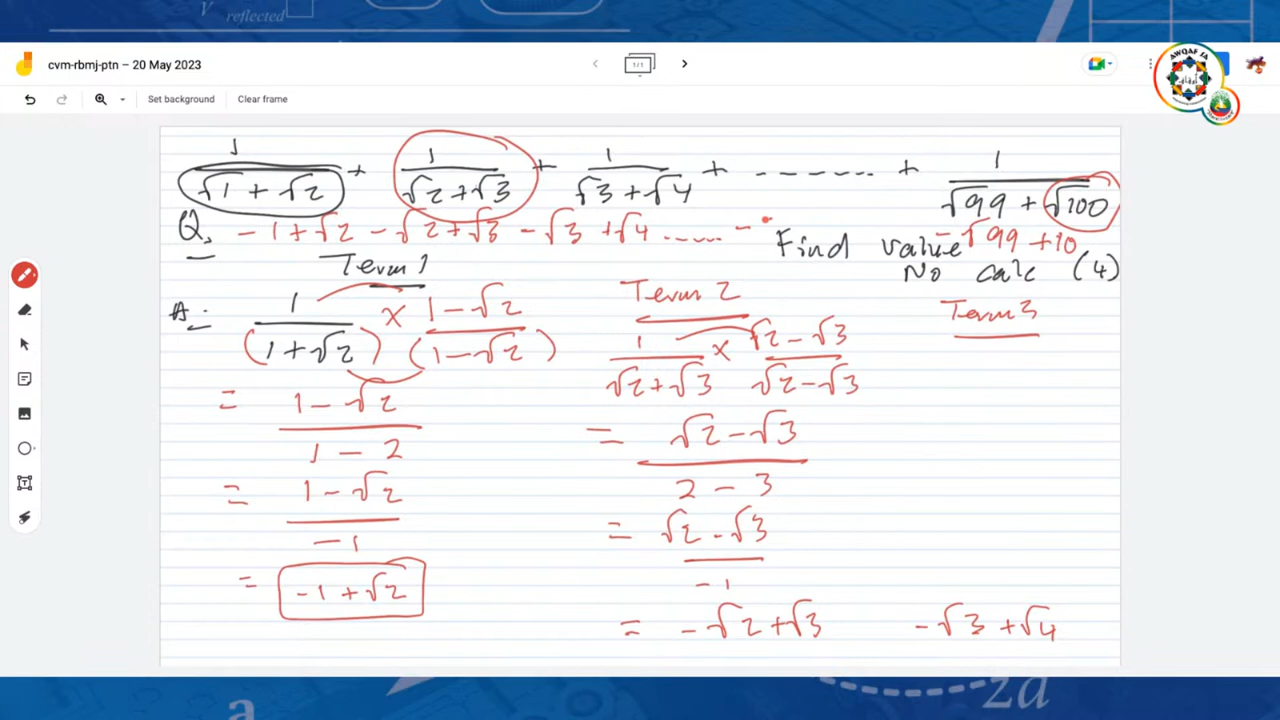 V reflected
cvm-rbmj-ptn – 20 May 2023
1/1
Set background
Clear frame
AWQAF SA
1/(√1 + √2) + 1/(√2 + √3) + 1/(√3 + √4) + ------ + 1/(√99 + √100)
Q. -1+√2 -√2+√3 -√3 +√4 ...... - -√99 +10
Find value
No calc (4)
Term 1
A: 1/(1+√2) × (1-√2)/(1-√2)
= (1-√2)/(1-2)
= (1-√2)/-1
= -1+√2
Term 2
1/(√2+√3) × (√2-√3)/(√2-√3)
= (√2-√3)/(2-3)
= (√2-√3)/-1
= -√2+√3
Term 3
-√3+√4
a
2a